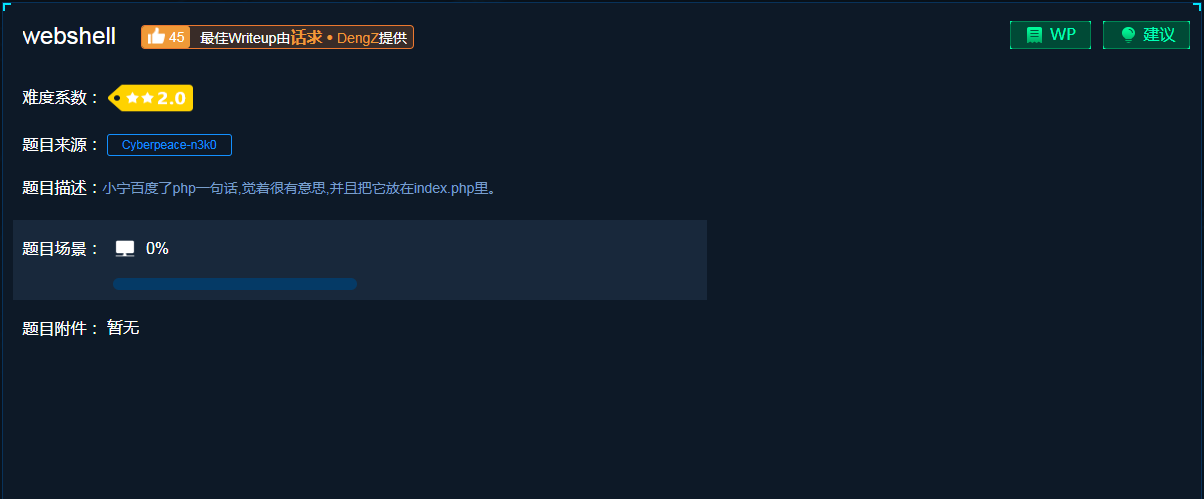 webshell 45 最佳Writeup由话求 • DengZ提供 WP 建议
难度系数: 2.0
题目来源: Cyberpeace-n3k0
题目描述:小宁百度了php一句话,觉着很有意思,并且把它放在index.php里。
题目场景: 0%
题目附件: 暂无